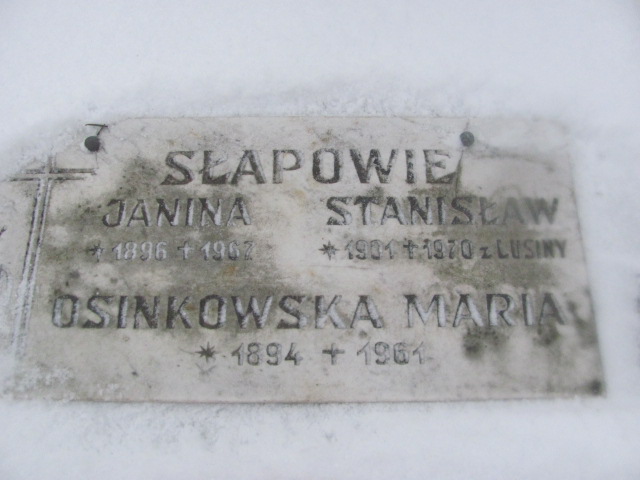 SŁAPOWIE
JANINA STANISŁAW
* 1896 + 1967 * 1901 + 1970 z LUSINY
OSINKOWSKA MARIA
* 1894 + 1961